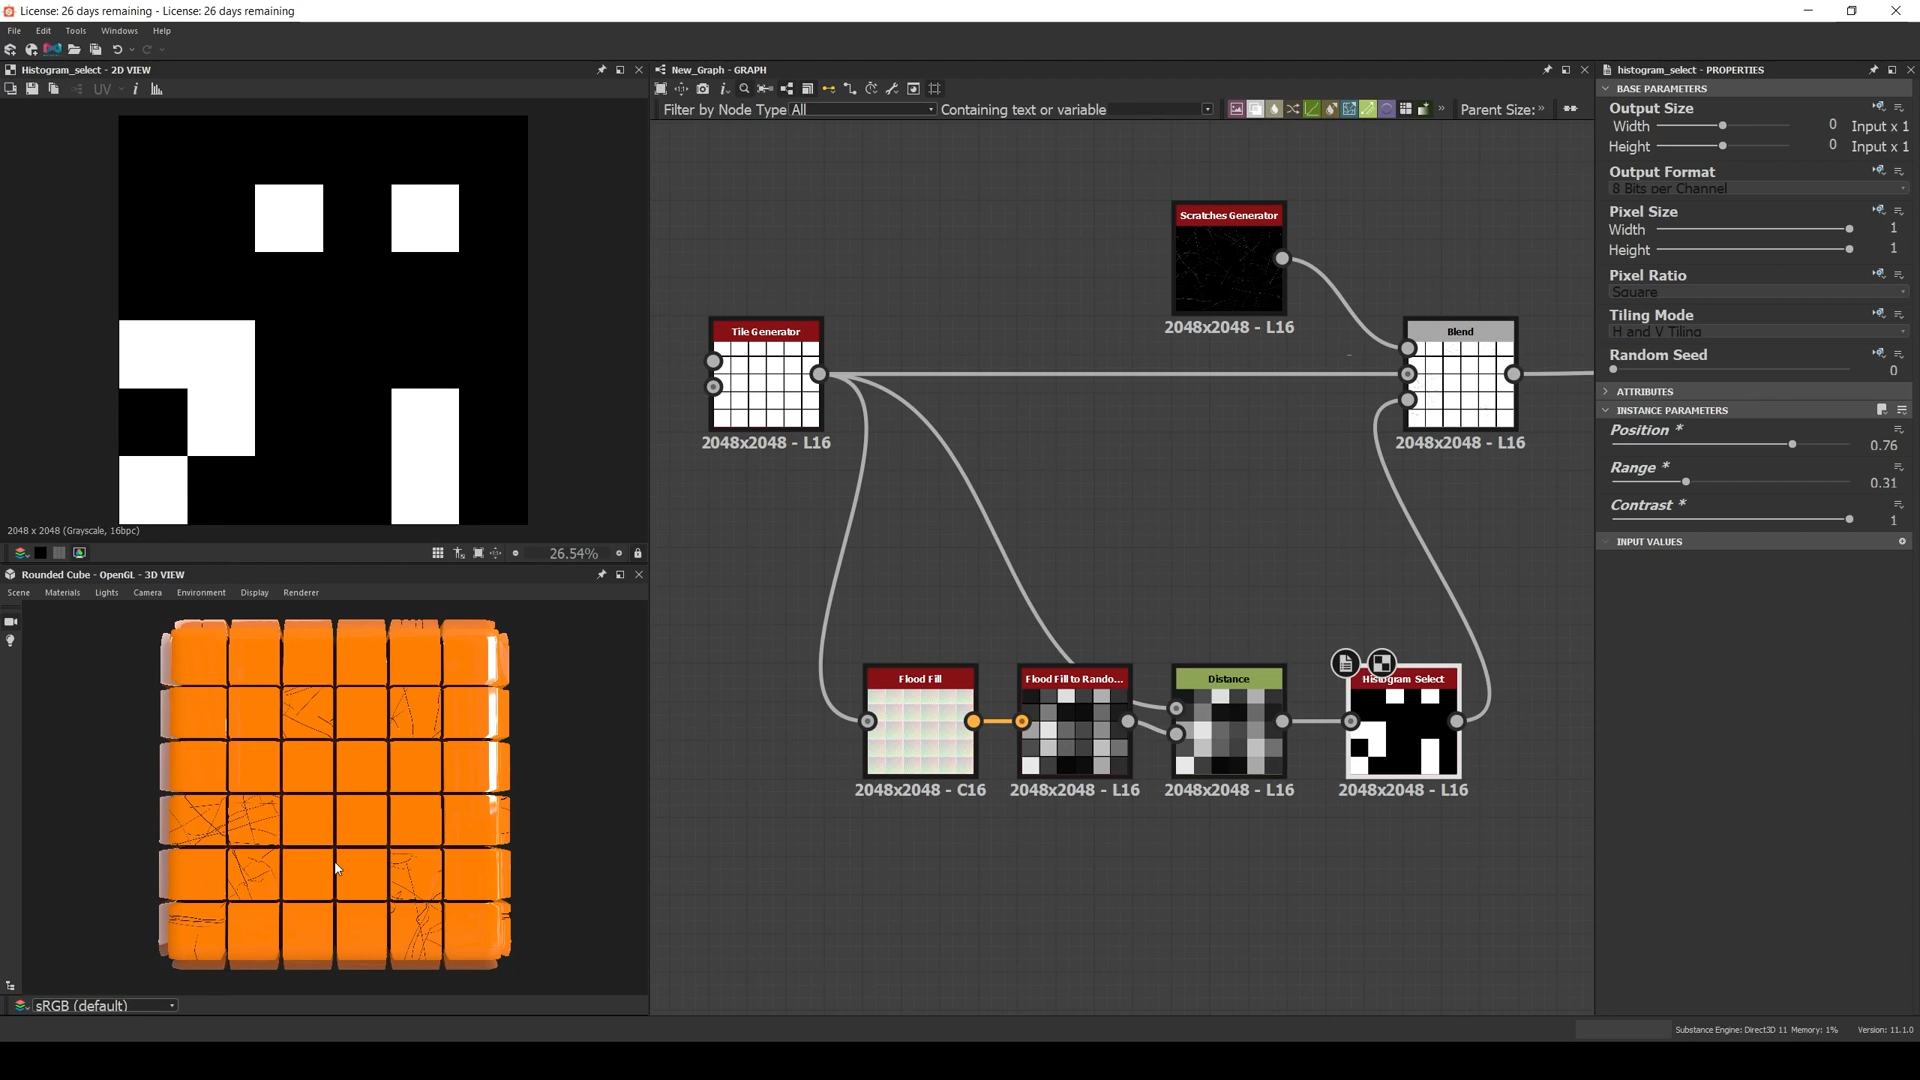 License: 26 days remaining - License: 26 days remaining
File Edit Tools Windows Help
Histogram_select - 2D VIEW
UV
2048 x 2048 (Grayscale, 16bpc)
26.54%
Rounded Cube - OpenGL - 3D VIEW
Scene Materials Lights Camera Environment Display Renderer
sRGB (default)
New_Graph - GRAPH
Filter by Node Type All Containing text or variable Parent Size:
Scratches Generator
2048x2048 - L16
Tile Generator
2048x2048 - L16
Blend
2048x2048 - L16
Flood Fill
2048x2048 - C16
Flood Fill to Rando...
2048x2048 - L16
Distance
2048x2048 - L16
Histogram Select
2048x2048 - L16
histogram_select - PROPERTIES
BASE PARAMETERS
Output Size
Width 0 Input x 1
Height 0 Input x 1
Output Format
8 Bits per Channel
Pixel Size
Width 1
Height 1
Pixel Ratio
Square
Tiling Mode
H and V Tiling
Random Seed
0
ATTRIBUTES
INSTANCE PARAMETERS
Position *
0.76
Range *
0.31
Contrast *
1
INPUT VALUES
Substance Engine: Direct3D 11 Memory: 1% Version: 11.1.0